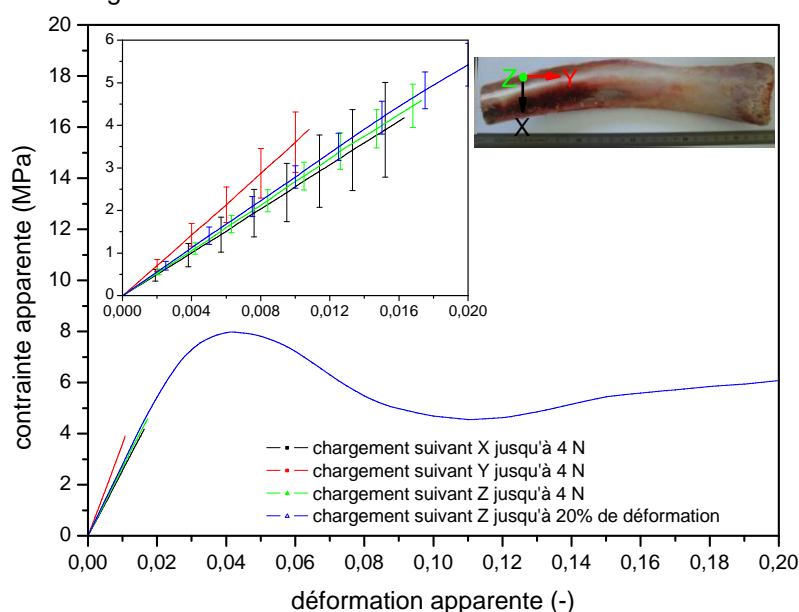 20
18
16
14
12
10
8
6
4
2
0
contrainte apparente (MPa)
6
5
4
3
2
1
0
0,000 0,004 0,008 0,012 0,016 0,020
Z Y
X
chargement suivant X jusqu'à 4 N
chargement suivant Y jusqu'à 4 N
chargement suivant Z jusqu'à 4 N
chargement suivant Z jusqu'à 20% de déformation
0,00 0,02 0,04 0,06 0,08 0,10 0,12 0,14 0,16 0,18 0,20
déformation apparente (-)